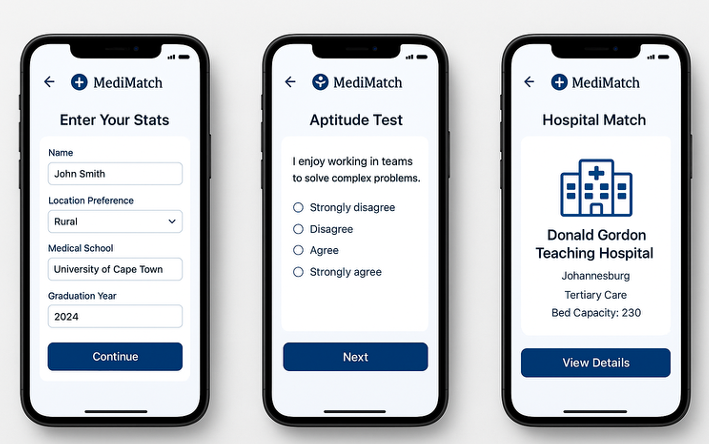 MediMatch
Enter Your Stats
Name
John Smith
Location Preference
Rural
Medical School
University of Cape Town
Graduation Year
2024
Continue
MediMatch
Aptitude Test
I enjoy working in teams
to solve complex problems.
Strongly disagree
Disagree
Agree
Strongly agree
Next
MediMatch
Hospital Match
Donald Gordon
Teaching Hospital
Johannesburg
Tertiary Care
Bed Capacity: 230
View Details